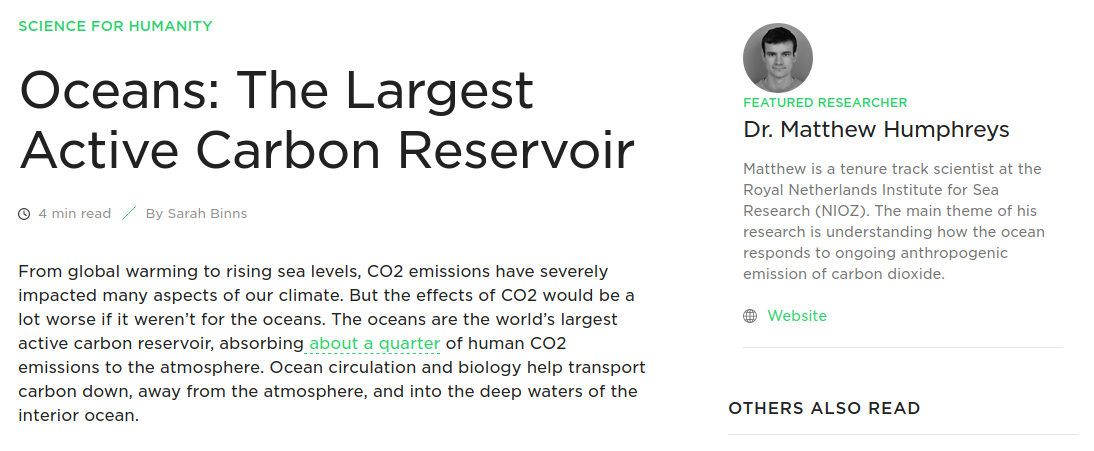 SCIENCE FOR HUMANITY
Oceans: The Largest
Active Carbon Reservoir
4 min read / By Sarah Binns
From global warming to rising sea levels, CO2 emissions have severely
impacted many aspects of our climate. But the effects of CO2 would be a
lot worse if it weren’t for the oceans. The oceans are the world’s largest
active carbon reservoir, absorbing about a quarter of human CO2
emissions to the atmosphere. Ocean circulation and biology help transport
carbon down, away from the atmosphere, and into the deep waters of the
interior ocean.
FEATURED RESEARCHER
Dr. Matthew Humphreys
Matthew is a tenure track scientist at the
Royal Netherlands Institute for Sea
Research (NIOZ). The main theme of his
research is understanding how the ocean
responds to ongoing anthropogenic
emission of carbon dioxide.
Website
OTHERS ALSO READ